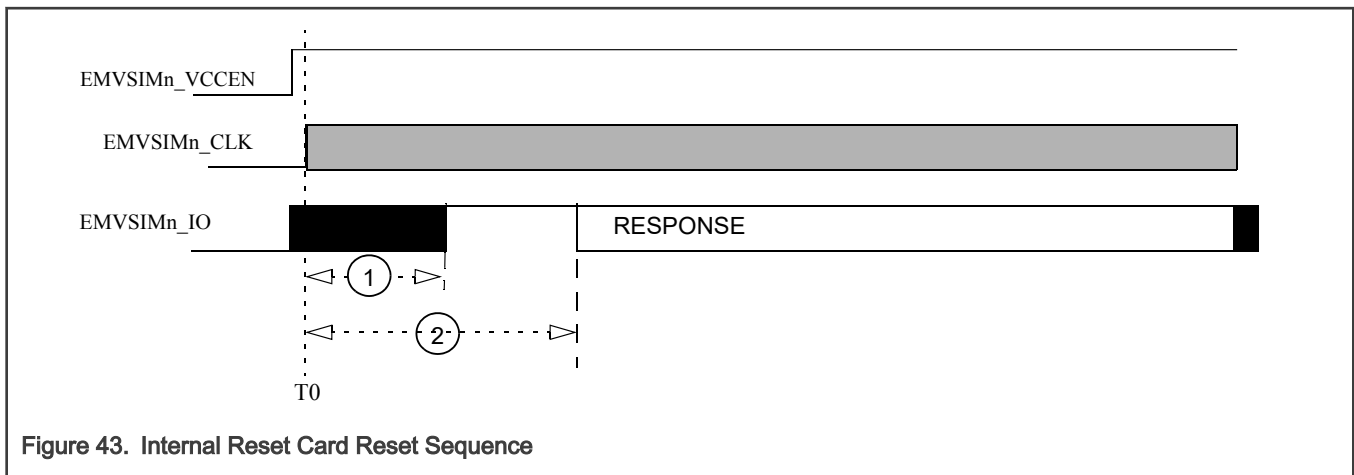 EMVSIMn_VCCEN
EMVSIMn_CLK
EMVSIMn_IO
RESPONSE
1
2
T0
Figure 43. Internal Reset Card Reset Sequence